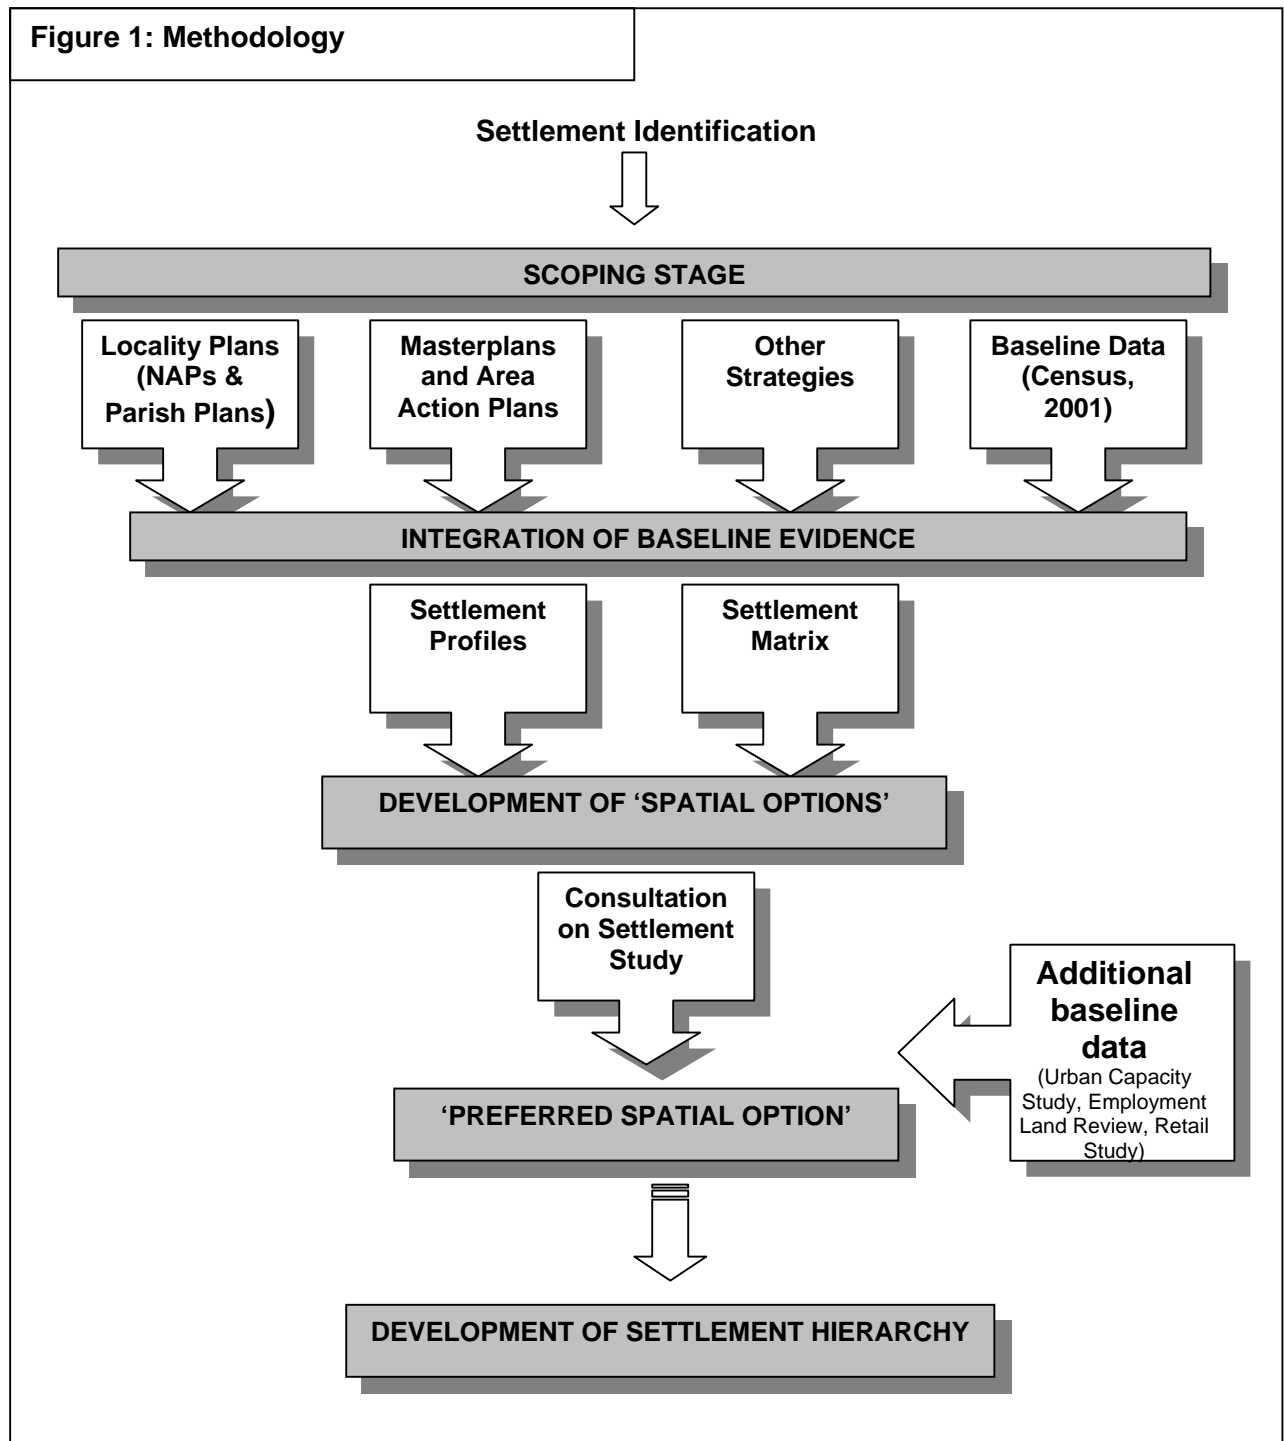 Figure 1: Methodology
Settlement Identification
SCOPING STAGE
Locality Plans
(NAPs &
Parish Plans)
Masterplans
and Area
Action Plans
Other
Strategies
Baseline Data
(Census,
2001)
INTEGRATION OF BASELINE EVIDENCE
Settlement
Profiles
Settlement
Matrix
DEVELOPMENT OF ‘SPATIAL OPTIONS’
Consultation
on Settlement
Study
Additional
baseline
data
(Urban Capacity
Study, Employment
Land Review, Retail
Study)
‘PREFERRED SPATIAL OPTION’
DEVELOPMENT OF SETTLEMENT HIERARCHY